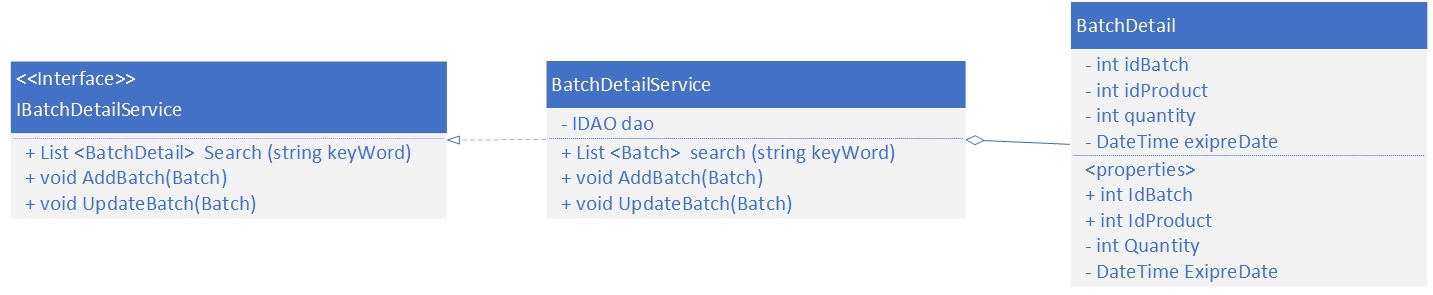 <<Interface>>
IBatchDetailService
+ List <BatchDetail> Search (string keyWord)
+ void AddBatch(Batch)
+ void UpdateBatch(Batch)
BatchDetailService
- IDAO dao
+ List <Batch> search (string keyWord)
+ void AddBatch(Batch)
+ void UpdateBatch(Batch)
BatchDetail
- int idBatch
- int idProduct
- int quantity
- DateTime exipreDate
<properties>
+ int IdBatch
+ int IdProduct
- int Quantity
- DateTime ExipreDate